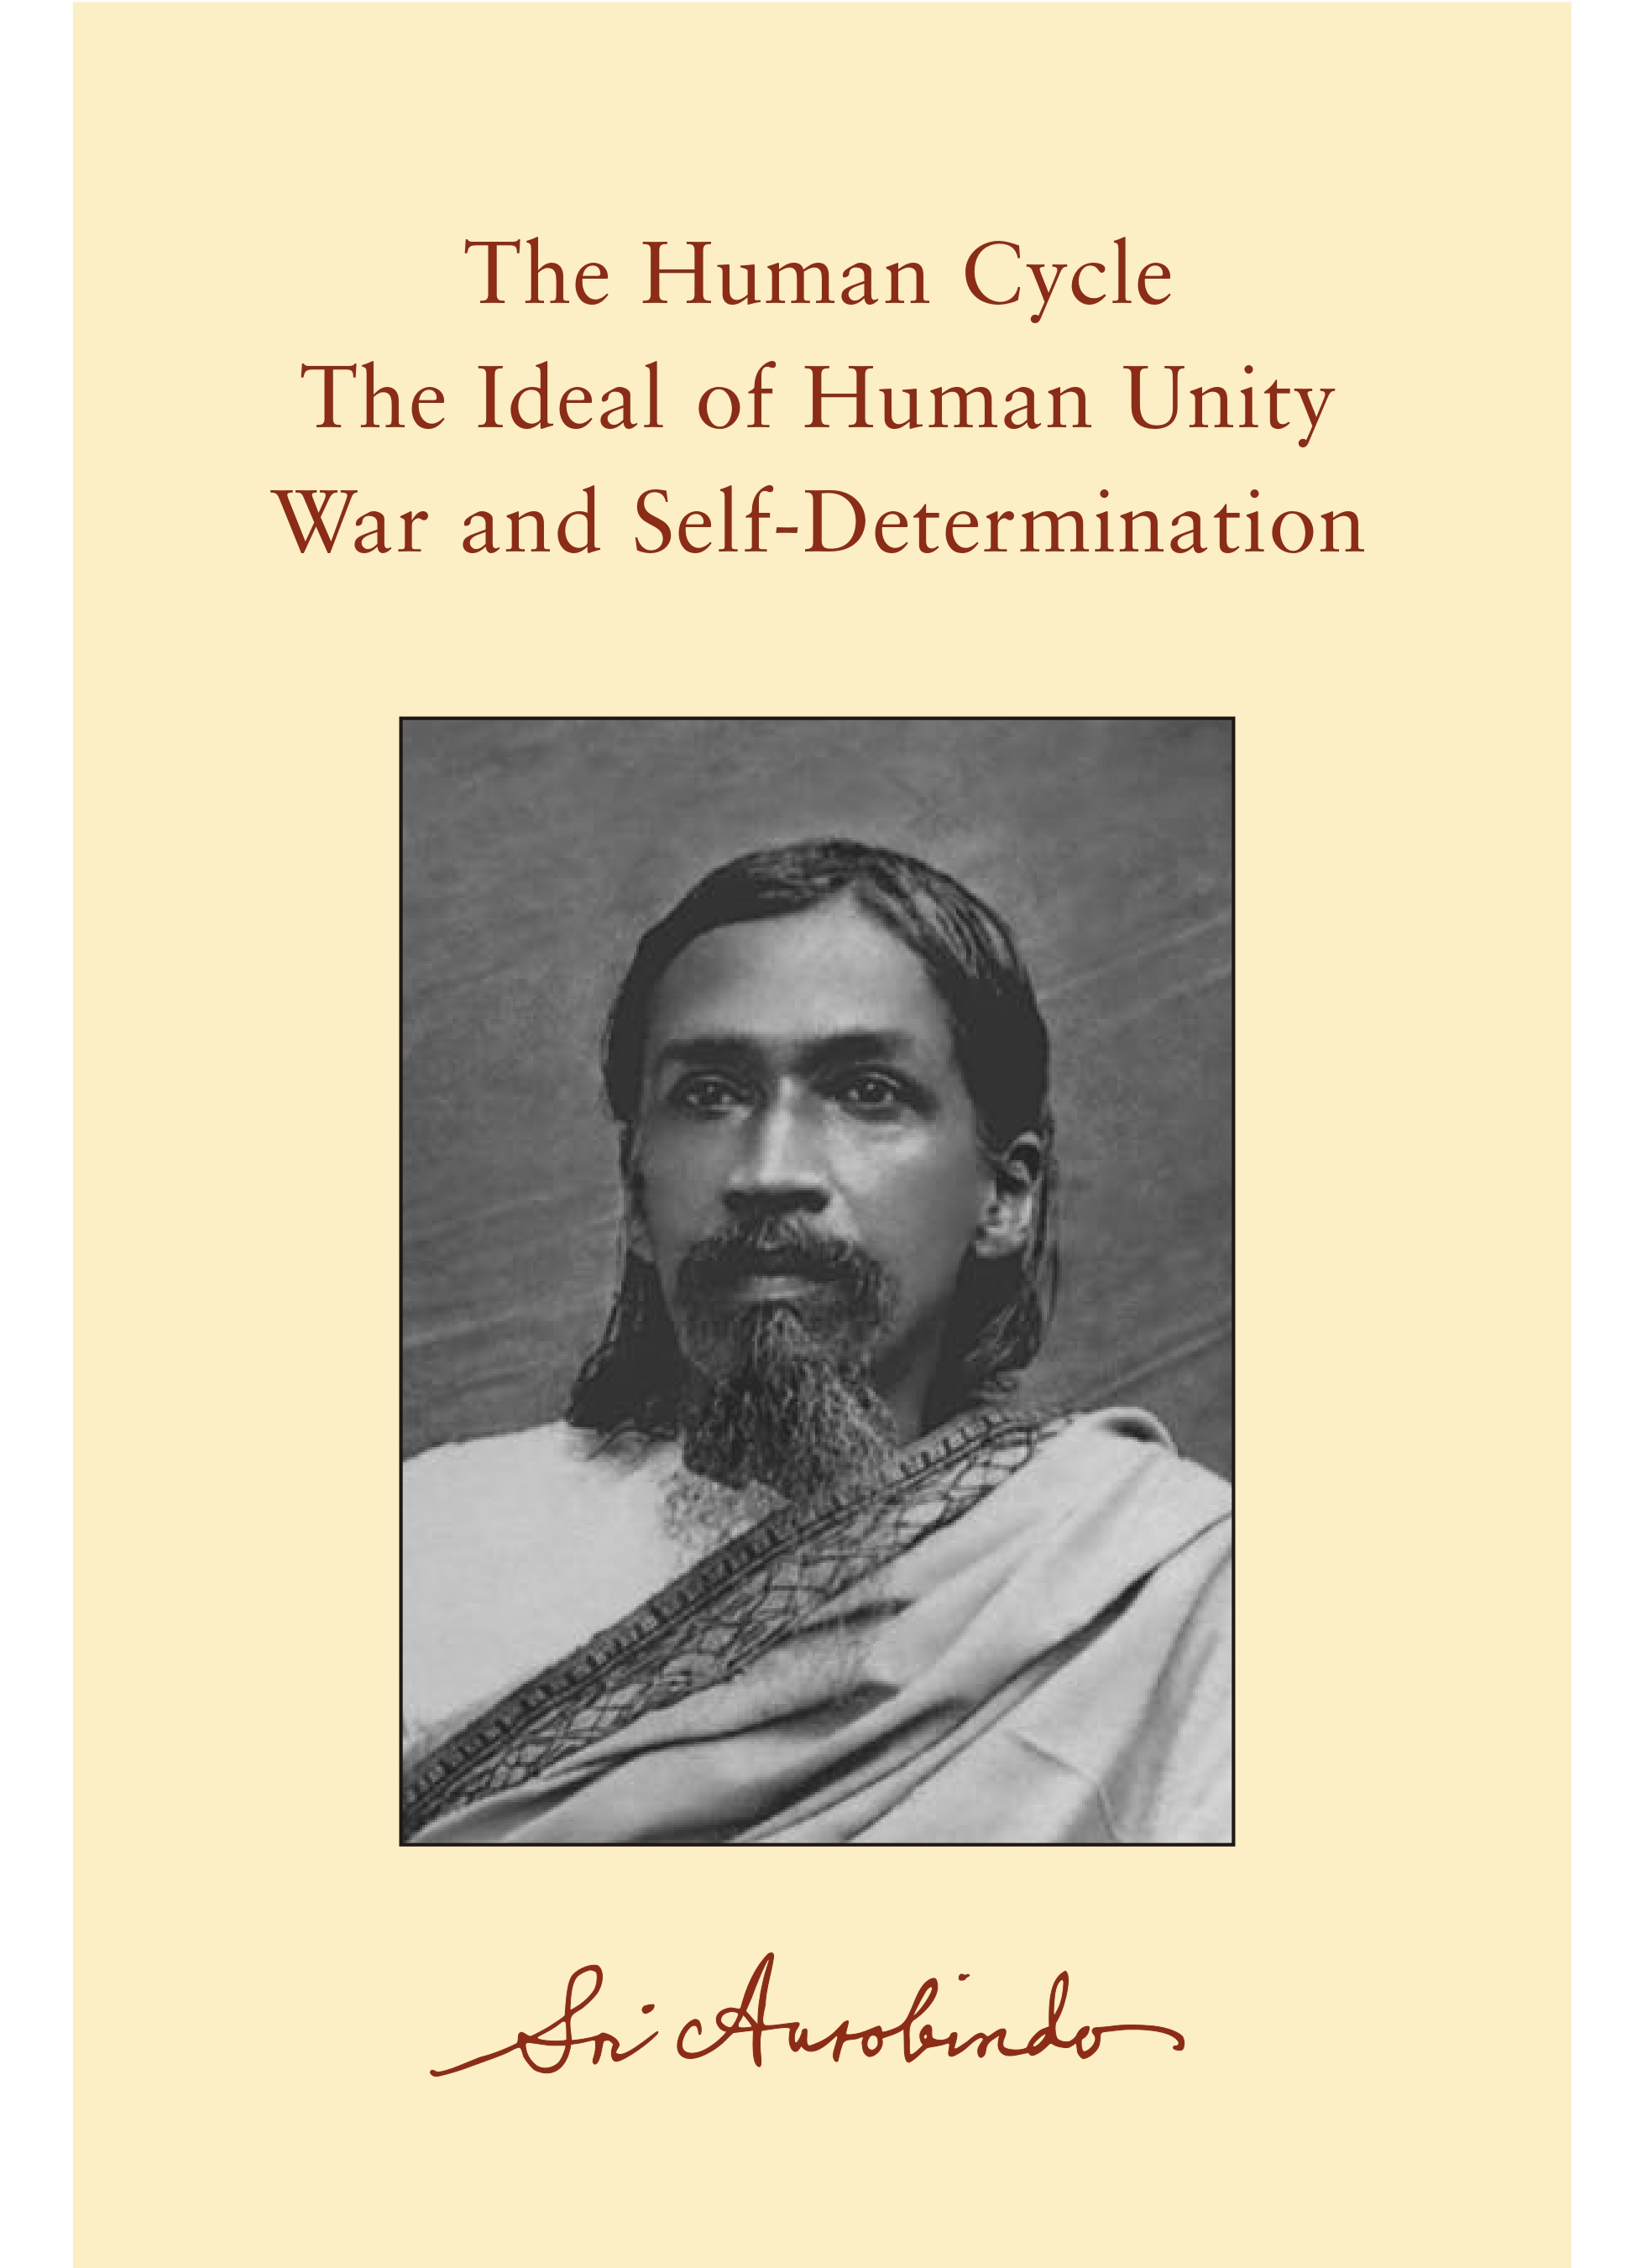 The Human Cycle
The Ideal of Human Unity
War and Self-Determination
Sri Aurobindo